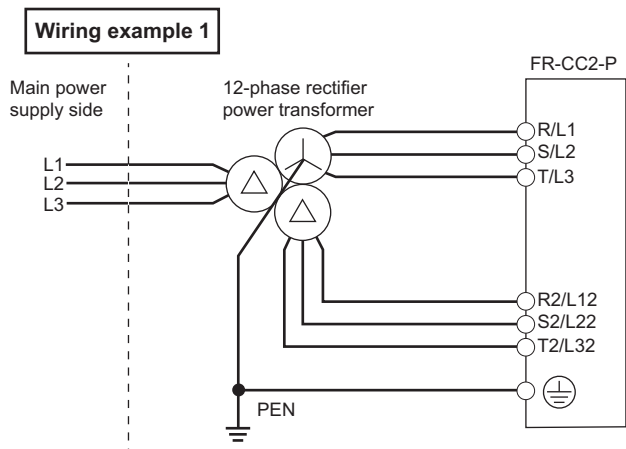 Wiring example 1
FR-CC2-P
Main power
supply side
12-phase rectifier
power transformer
R/L1
S/L2
T/L3
L1
L2
L3
R2/L12
S2/L22
T2/L32
PEN